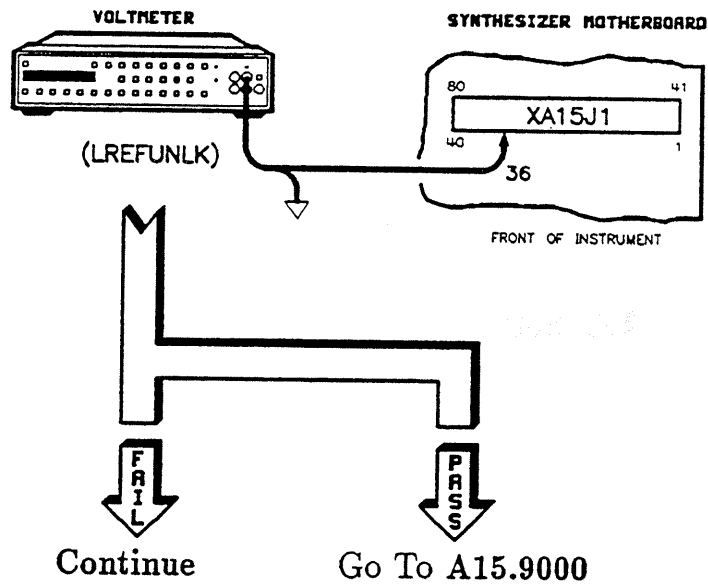 VOLTMETER
SYNTHESIZER MOTHERBOARD
80
41
XA15J1
40
1
(LREFUNLK)
36
FRONT OF INSTRUMENT
FAIL
PASS
Continue
Go To A15.9000